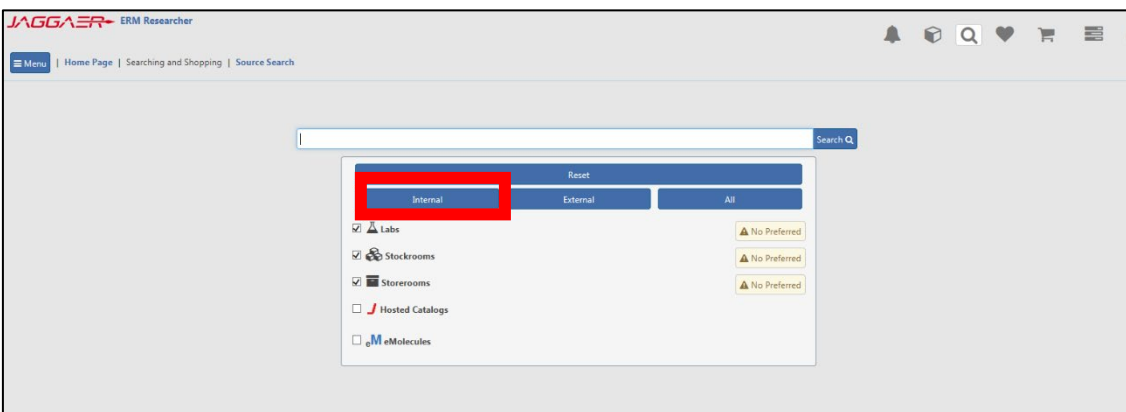 JAGGAER ERM Researcher
Menu | Home Page | Searching and Shopping | Source Search
Search
Reset
Internal External All
Labs No Preferred
Stockrooms No Preferred
Storerooms No Preferred
J Hosted Catalogs
eM eMolecules